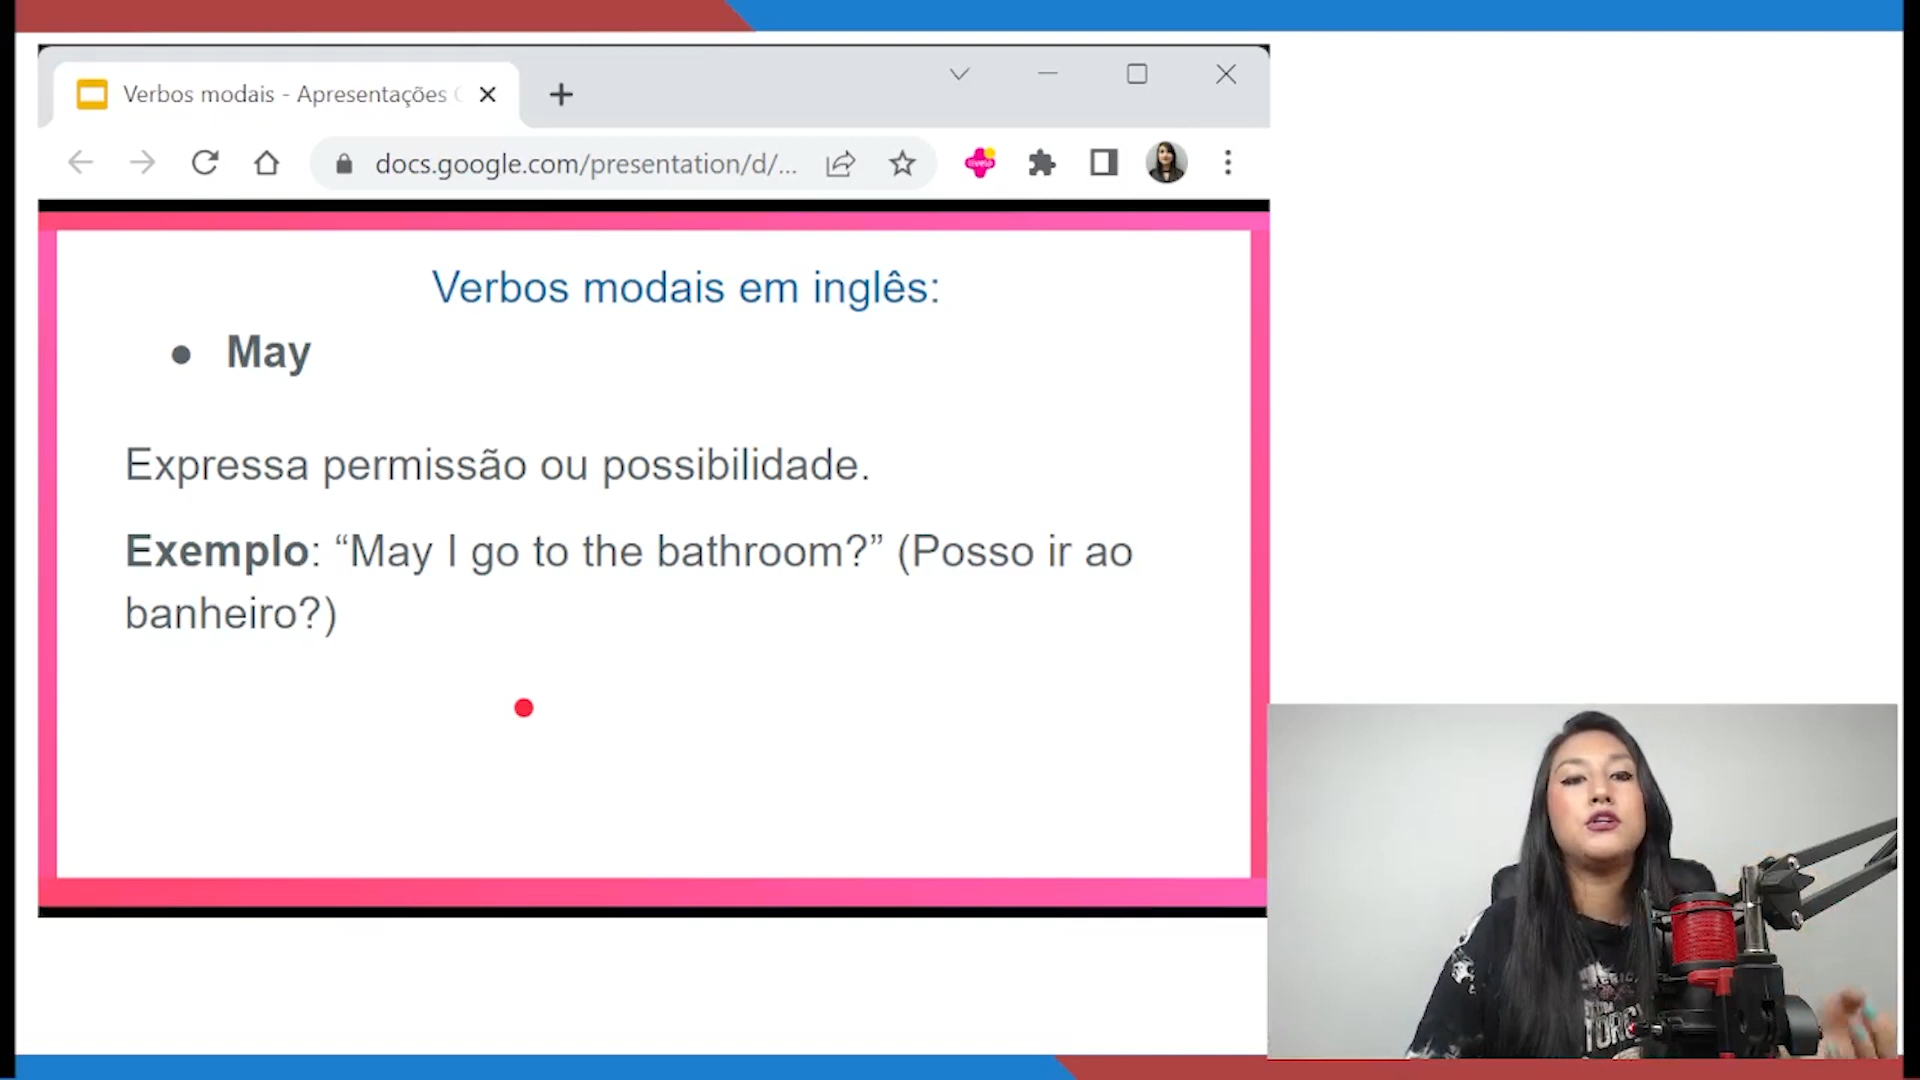 Verbos modais - Apresentações
docs.google.com/presentation/d/...
Verbos modais em inglês:
● May
Expressa permissão ou possibilidade.
Exemplo: “May I go to the bathroom?” (Posso ir ao
banheiro?)